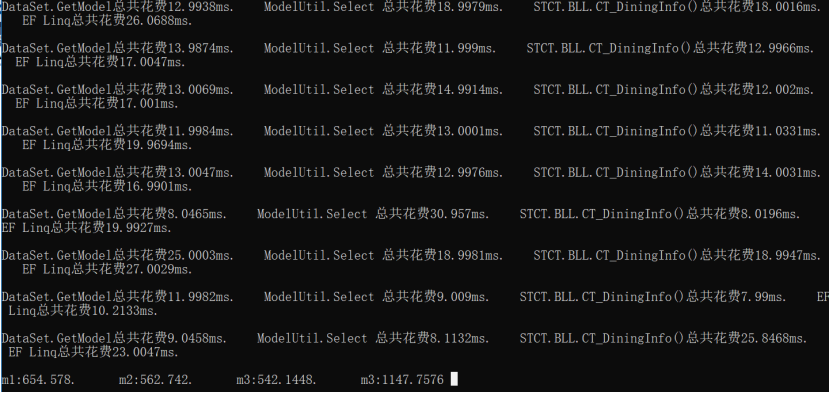 DataSet.GetModel总共花费12.9938ms. ModelUtil.Select 总共花费18.9979ms. STCT.BLL.CT_DiningInfo()总共花费18.0016ms.
EF Linq总共花费26.0688ms.
DataSet.GetModel总共花费13.9874ms. ModelUtil.Select 总共花费11.999ms. STCT.BLL.CT_DiningInfo()总共花费12.9966ms.
EF Linq总共花费17.0047ms.
DataSet.GetModel总共花费13.0069ms. ModelUtil.Select 总共花费14.9914ms. STCT.BLL.CT_DiningInfo()总共花费12.002ms.
EF Linq总共花费17.001ms.
DataSet.GetModel总共花费11.9984ms. ModelUtil.Select 总共花费13.0001ms. STCT.BLL.CT_DiningInfo()总共花费11.0331ms.
EF Linq总共花费19.9694ms.
DataSet.GetModel总共花费13.0047ms. ModelUtil.Select 总共花费12.9976ms. STCT.BLL.CT_DiningInfo()总共花费14.0031ms.
EF Linq总共花费16.9901ms.
DataSet.GetModel总共花费8.0465ms. ModelUtil.Select 总共花费30.957ms. STCT.BLL.CT_DiningInfo()总共花费8.0196ms.
EF Linq总共花费19.9927ms.
DataSet.GetModel总共花费25.0003ms. ModelUtil.Select 总共花费18.9981ms. STCT.BLL.CT_DiningInfo()总共花费18.9947ms.
EF Linq总共花费27.0029ms.
DataSet.GetModel总共花费11.9982ms. ModelUtil.Select 总共花费9.009ms. STCT.BLL.CT_DiningInfo()总共花费7.99ms. EF
Linq总共花费10.2133ms.
DataSet.GetModel总共花费9.0458ms. ModelUtil.Select 总共花费8.1132ms. STCT.BLL.CT_DiningInfo()总共花费25.8468ms.
EF Linq总共花费23.0047ms.
m1:654.578. m2:562.742. m3:542.1448. m3:1147.7576